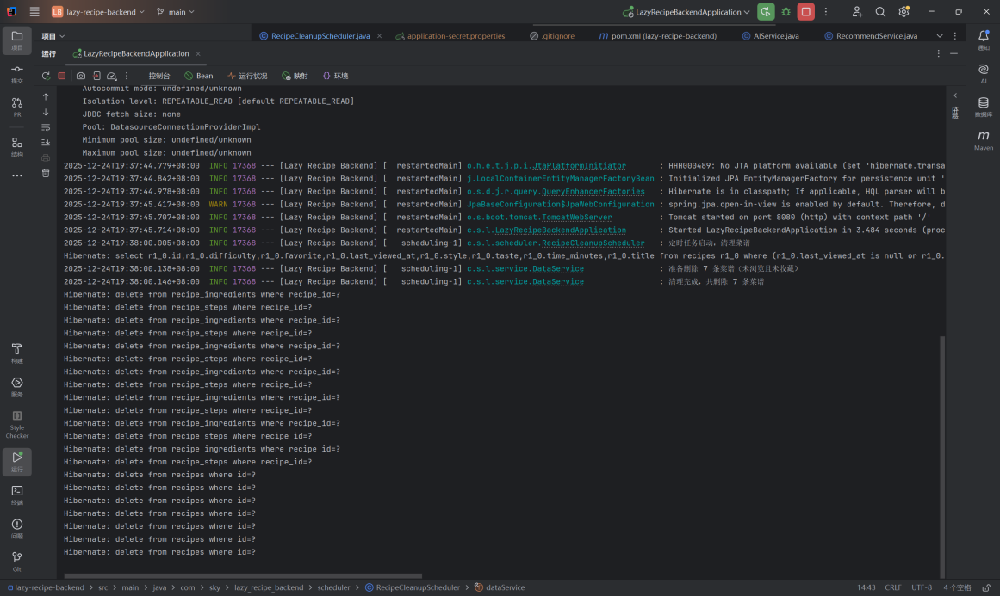 LB lazy-recipe-backend main LazyRecipeBackendApplication
项目 RecipeCleanupScheduler.java application-secret.properties .gitignore pom.xml (lazy-recipe-backend) AIService.java RecommendService.java
运行 LazyRecipeBackendApplication
控制台 Bean 运行状况 映射 {} 环境
项目
提交
PR
结构
构建
服务
Style
Checker
运行
终端
问题
Git
Autocommit mode: undefined/unknown
Isolation level: REPEATABLE_READ [default REPEATABLE_READ]
JDBC fetch size: none
Pool: DatasourceConnectionProviderImpl
Minimum pool size: undefined/unknown
Maximum pool size: undefined/unknown
2025-12-24T19:37:44.779+08:00  INFO 17368 --- [Lazy Recipe Backend] [  restartedMain] o.h.e.t.j.p.i.JtaPlatformInitiator : HHH000489: No JTA platform available (set 'hibernate.transa
2025-12-24T19:37:44.842+08:00  INFO 17368 --- [Lazy Recipe Backend] [  restartedMain] j.LocalContainerEntityManagerFactoryBean : Initialized JPA EntityManagerFactory for persistence unit '
2025-12-24T19:37:44.978+08:00  INFO 17368 --- [Lazy Recipe Backend] [  restartedMain] o.s.d.j.r.query.QueryEnhancerFactories : Hibernate is in classpath; If applicable, HQL parser will b
2025-12-24T19:37:45.417+08:00  WARN 17368 --- [Lazy Recipe Backend] [  restartedMain] JpaBaseConfiguration$JpaWebConfiguration : spring.jpa.open-in-view is enabled by default. Therefore, d
2025-12-24T19:37:45.707+08:00  INFO 17368 --- [Lazy Recipe Backend] [  restartedMain] o.s.boot.tomcat.TomcatWebServer : Tomcat started on port 8080 (http) with context path '/'
2025-12-24T19:37:45.714+08:00  INFO 17368 --- [Lazy Recipe Backend] [  restartedMain] c.s.l.LazyRecipeBackendApplication : Started LazyRecipeBackendApplication in 3.484 seconds (proc
2025-12-24T19:38:00.005+08:00  INFO 17368 --- [Lazy Recipe Backend] [   scheduling-1] c.s.l.scheduler.RecipeCleanupScheduler : 定时任务启动：清理菜谱
Hibernate: select r1_0.id,r1_0.difficulty,r1_0.favorite,r1_0.last_viewed_at,r1_0.style,r1_0.taste,r1_0.time_minutes,r1_0.title from recipes r1_0 where (r1_0.last_viewed_at is null or r1_0.
2025-12-24T19:38:00.138+08:00  INFO 17368 --- [Lazy Recipe Backend] [   scheduling-1] c.s.l.service.DataService : 准备删除 7 条菜谱（未浏览且未收藏）
2025-12-24T19:38:00.146+08:00  INFO 17368 --- [Lazy Recipe Backend] [   scheduling-1] c.s.l.service.DataService : 清理完成，共删除 7 条菜谱
Hibernate: delete from recipe_ingredients where recipe_id=?
Hibernate: delete from recipe_steps where recipe_id=?
Hibernate: delete from recipe_ingredients where recipe_id=?
Hibernate: delete from recipe_steps where recipe_id=?
Hibernate: delete from recipe_ingredients where recipe_id=?
Hibernate: delete from recipe_steps where recipe_id=?
Hibernate: delete from recipe_ingredients where recipe_id=?
Hibernate: delete from recipe_steps where recipe_id=?
Hibernate: delete from recipe_ingredients where recipe_id=?
Hibernate: delete from recipe_steps where recipe_id=?
Hibernate: delete from recipe_ingredients where recipe_id=?
Hibernate: delete from recipe_steps where recipe_id=?
Hibernate: delete from recipe_ingredients where recipe_id=?
Hibernate: delete from recipe_steps where recipe_id=?
Hibernate: delete from recipes where id=?
Hibernate: delete from recipes where id=?
Hibernate: delete from recipes where id=?
Hibernate: delete from recipes where id=?
Hibernate: delete from recipes where id=?
Hibernate: delete from recipes where id=?
Hibernate: delete from recipes where id=?
通知
AI
数据库
Maven
lazy-recipe-backend > src > main > java > com > sky > lazy_recipe_backend > scheduler > RecipeCleanupScheduler > dataService 14:43 CRLF UTF-8 4 个空格